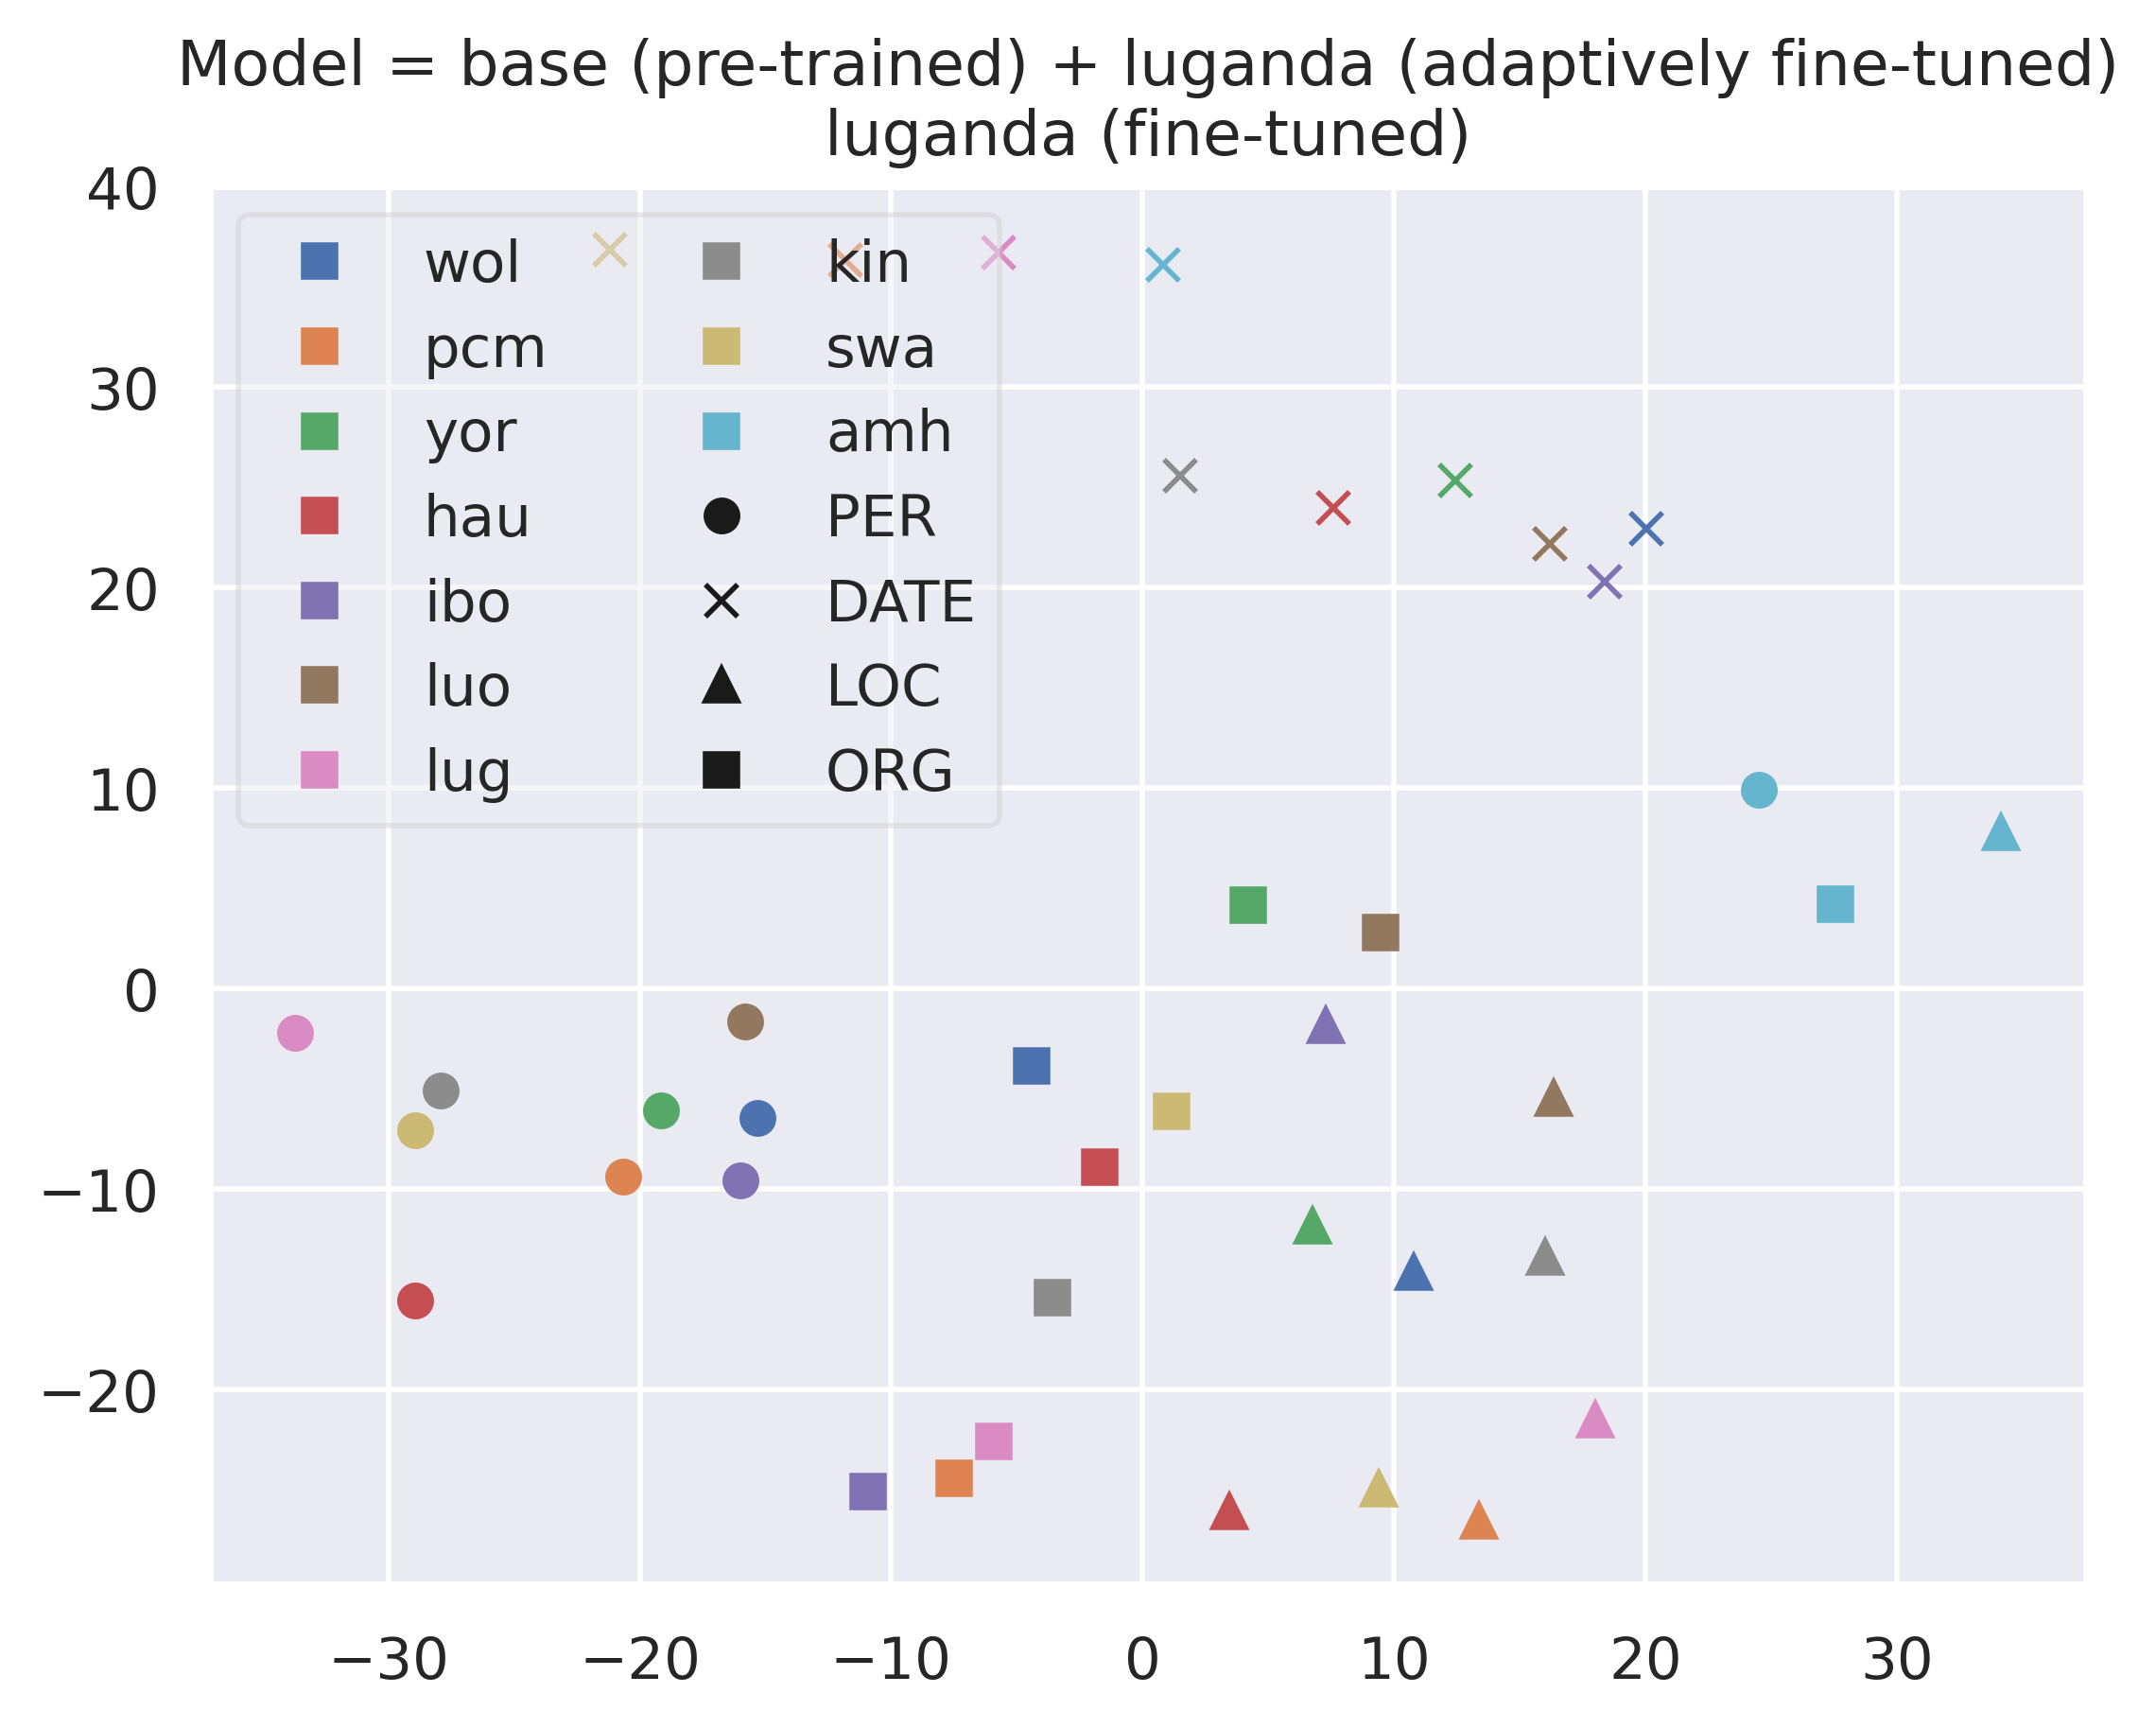 Model = base (pre-trained) + luganda (adaptively fine-tuned)
luganda (fine-tuned)
40
30
20
10
0
−10
−20
wol
pcm
yor
hau
ibo
luo
lug
kin
swa
amh
PER
DATE
LOC
ORG
−30
−20
−10
0
10
20
30